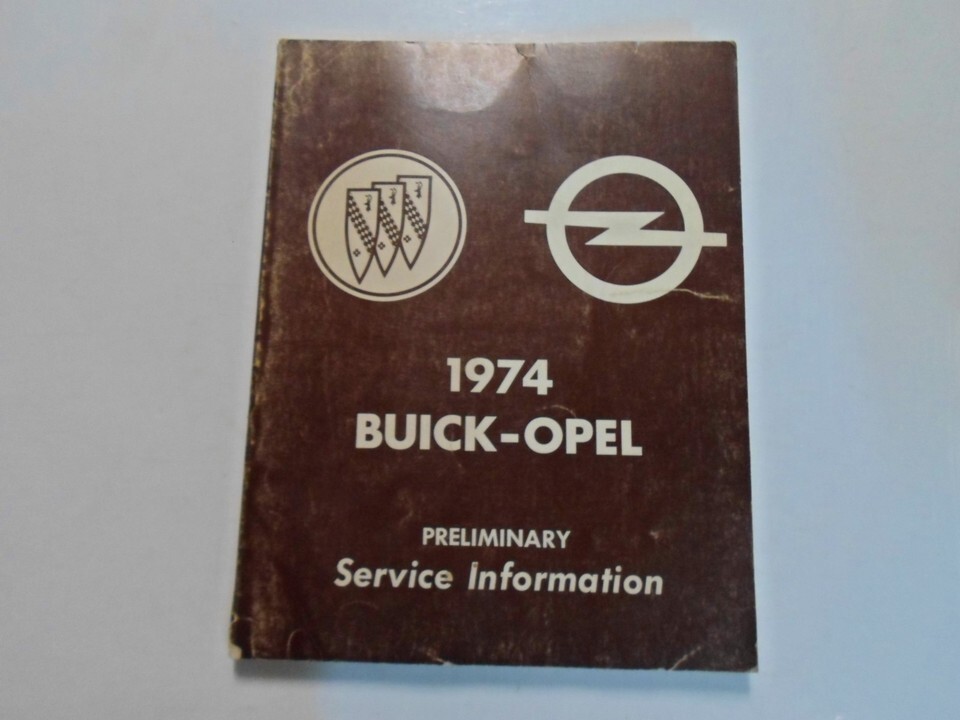 1974
BUICK-OPEL
PRELIMINARY
Service Information